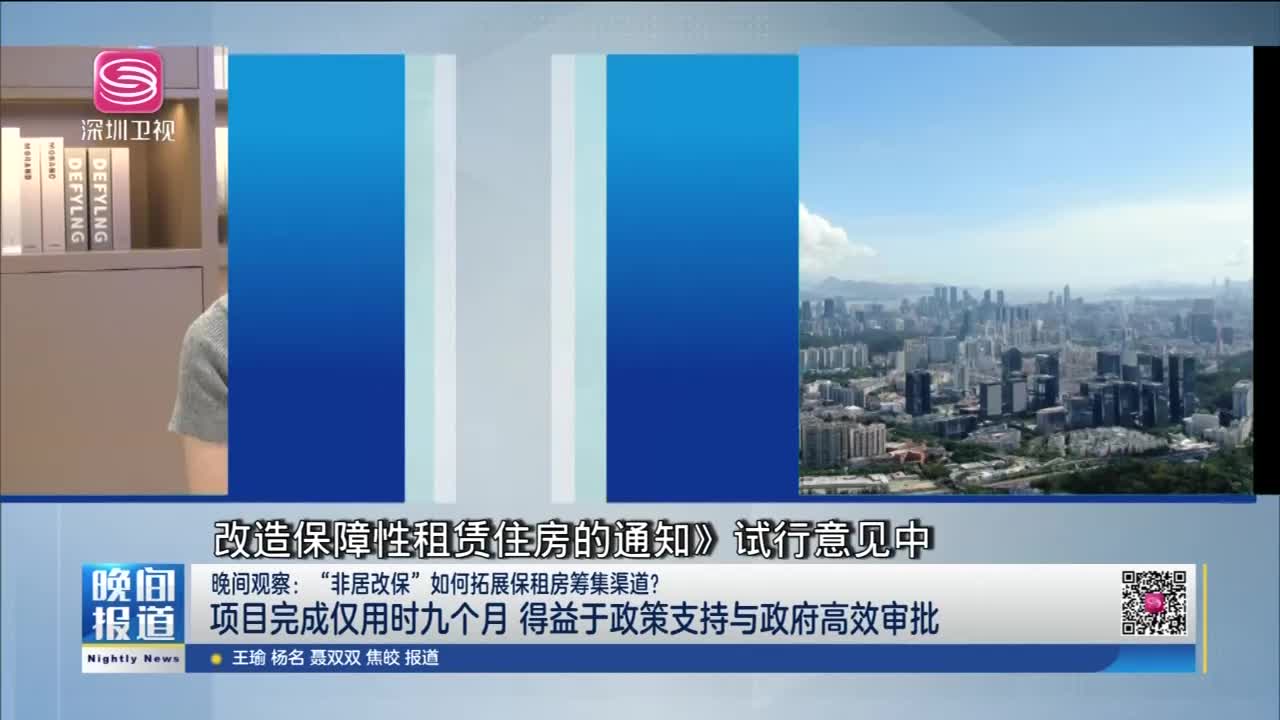 深圳卫视
MORAND
MORAND
DEFYLNG
DEFYLNG
改造保障性租赁住房的通知》试行意见中
晚间观察：“非居改保”如何拓展保租房筹集渠道？
晚间
报道
项目完成仅用时九个月 得益于政策支持与政府高效审批
Nightly News
王瑜 杨名 聂双双 焦皎 报道